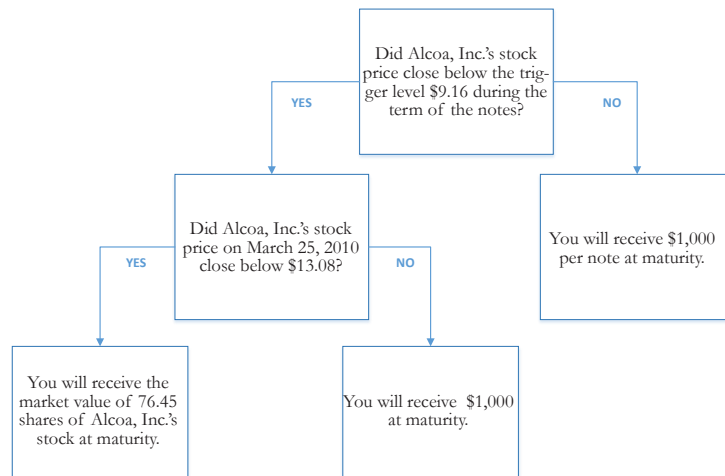 Did Alcoa, Inc.'s stock
price close below the trig-
ger level $9.16 during the
term of the notes?
YES
NO
Did Alcoa, Inc.'s stock
price on March 25, 2010
close below $13.08?
You will receive $1,000
per note at maturity.
YES
NO
You will receive the
market value of 76.45
shares of Alcoa, Inc.'s
stock at maturity.
You will receive $1,000
at maturity.